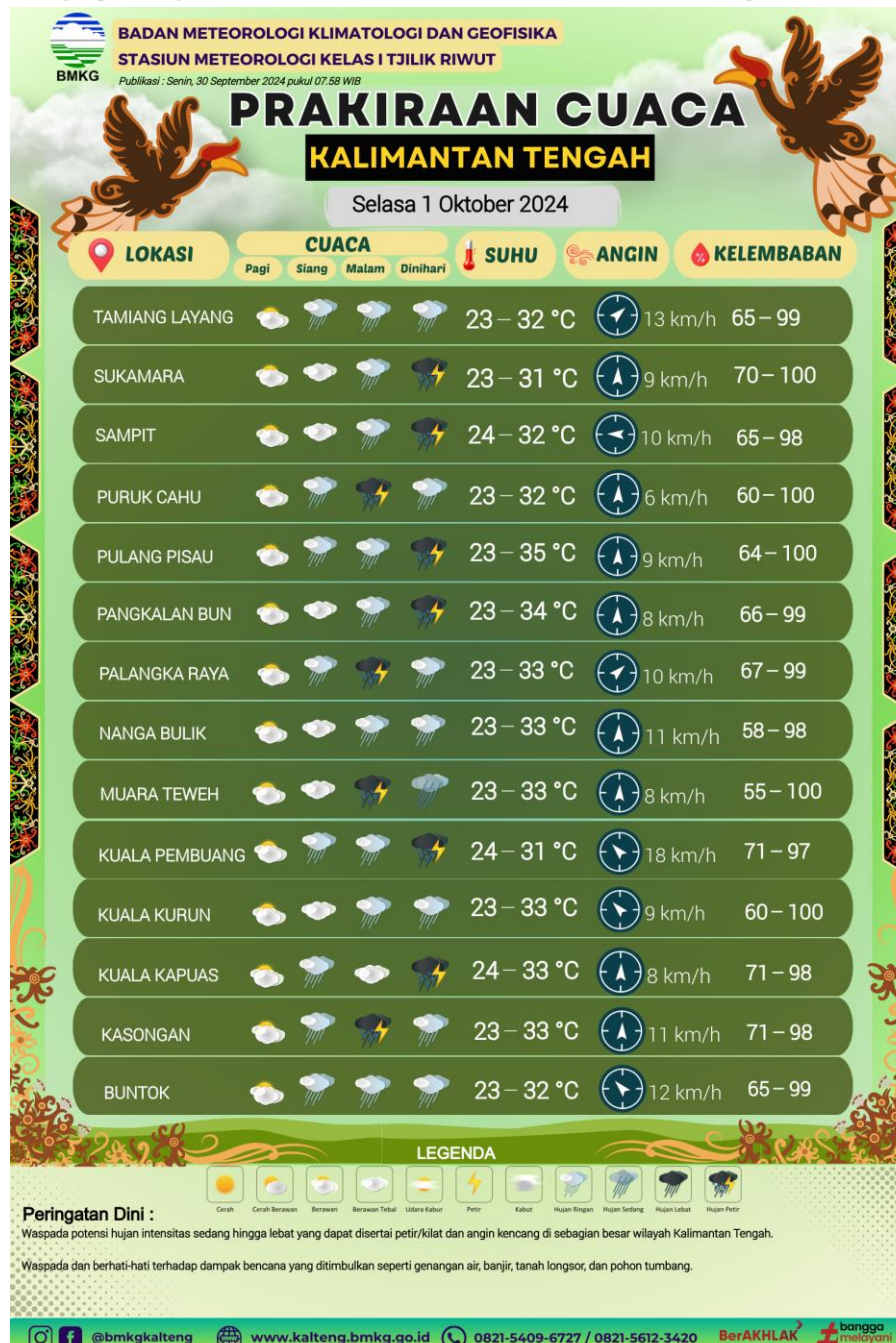 BMKG
BADAN METEOROLOGI KLIMATOLOGI DAN GEOFISIKA
STASIUN METEOROLOGI KELAS I TJILIK RIWUT
Publikasi : Senin, 30 September 2024 pukul 07.58 WIB
PRAKIRAAN CUACA
KALIMANTAN TENGAH
Selasa 1 Oktober 2024
LOKASI CUACA SUHU ANGIN % KELEMBABAN
Pagi Siang Malam Dinihari
TAMIANG LAYANG 23 – 32 °C 13 km/h 65 – 99
SUKAMARA 23 – 31 °C 9 km/h 70 – 100
SAMPIT 24 – 32 °C 10 km/h 65 – 98
PURUK CAHU 23 – 32 °C 6 km/h 60 – 100
PULANG PISAU 23 – 35 °C 9 km/h 64 – 100
PANGKALAN BUN 23 – 34 °C 8 km/h 66 – 99
PALANGKA RAYA 23 – 33 °C 10 km/h 67 – 99
NANGA BULIK 23 – 33 °C 11 km/h 58 – 98
MUARA TEWEH 23 – 33 °C 8 km/h 55 – 100
KUALA PEMBUANG 24 – 31 °C 18 km/h 71 – 97
KUALA KURUN 23 – 33 °C 9 km/h 60 – 100
KUALA KAPUAS 24 – 33 °C 8 km/h 71 – 98
KASONGAN 23 – 33 °C 11 km/h 71 – 98
BUNTOK 23 – 32 °C 12 km/h 65 – 99
LEGENDA
Cerah Cerah Berawan Berawan Berawan Tebal Udara Kabur Petir Kabut Hujan Ringan Hujan Sedang Hujan Lebat Hujan Petir
Peringatan Dini :
Waspada potensi hujan intensitas sedang hingga lebat yang dapat disertai petir/kilat dan angin kencang di sebagian besar wilayah Kalimantan Tengah.
Waspada dan berhati-hati terhadap dampak bencana yang ditimbulkan seperti genangan air, banjir, tanah longsor, dan pohon tumbang.
@bmkgkalteng www.kalteng.bmkg.go.id 0821-5409-6727 / 0821-5612-3420 BerAKHLAK bangga
melayani